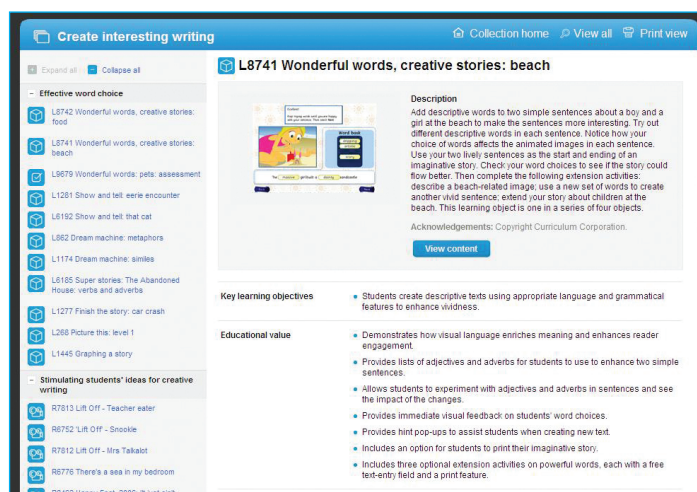 Create interesting writing
Collection home
View all
Print view
Expand all
Collapse all
Effective word choice
L8742 Wonderful words, creative stories:
food
L8741 Wonderful words, creative stories:
beach
L9679 Wonderful words: pets: assessment
L1281 Show and tell: eerie encounter
L6192 Show and tell: that cat
L862 Dream machine: metaphors
L1174 Dream machine: similes
L6185 Super stories: The Abandoned
House: verbs and adverbs
L1277 Finish the story: car crash
L268 Picture this: level 1
L1445 Graphing a story
Stimulating students' ideas for creative
writing
R7813 Lift Off - Teacher eater
R6752 'Lift Off' - Snookle
R7812 Lift Off - Mrs Talkalot
R6776 There's a sea in my bedroom
L8741 Wonderful words, creative stories: beach
Word Bank
Description
Add descriptive words to two simple sentences about a boy and a
girl at the beach to make the sentences more interesting. Try out
different descriptive words in each sentence. Notice how your
choice of words affects the animated images in each sentence.
Use your two lively sentences as the start and ending of an
imaginative story. Check your word choices to see if the story could
flow better. Then complete the following extension activities:
describe a beach-related image; use a new set of words to create
another vivid sentence; extend your story about children at the
beach. This learning object is one in a series of four objects.
Acknowledgements: Copyright Curriculum Corporation.
View content
Key learning objectives
Students create descriptive texts using appropriate language and grammatical
features to enhance vividness.
Educational value
Demonstrates how visual language enriches meaning and enhances reader
engagement.
Provides lists of adjectives and adverbs for students to use to enhance two simple
sentences.
Allows students to experiment with adjectives and adverbs in sentences and see
the impact of the changes.
Provides immediate visual feedback on students' word choices.
Provides hint pop-ups to assist students when creating new text.
Includes an option for students to print their imaginative story.
Includes three optional extension activities on powerful words, each with a free
text-entry field and a print feature.